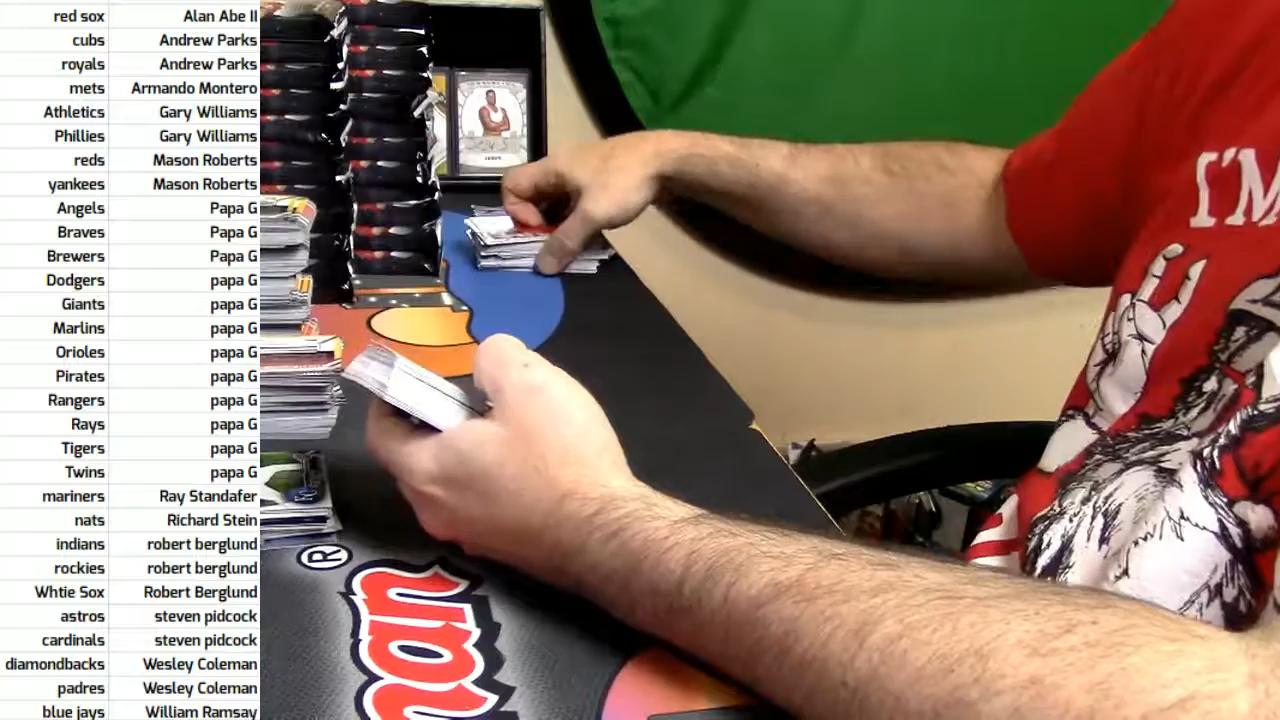 red sox Alan Abe II
cubs Andrew Parks
royals Andrew Parks
mets Armando Montero
Athletics Gary Williams
Phillies Gary Williams
reds Mason Roberts
yankees Mason Roberts
Angels Papa G
Braves Papa G
Brewers Papa G
Dodgers papa G
Giants papa G
Marlins papa G
Orioles papa G
Pirates papa G
Rangers papa G
Rays papa G
Tigers papa G
Twins papa G
mariners Ray Standafer
nats Richard Stein
indians robert berglund
rockies robert berglund
Whtie Sox Robert Berglund
astros steven pidcock
cardinals steven pidcock
diamondbacks Wesley Coleman
padres Wesley Coleman
blue jays William Ramsay
I'M
®
nan